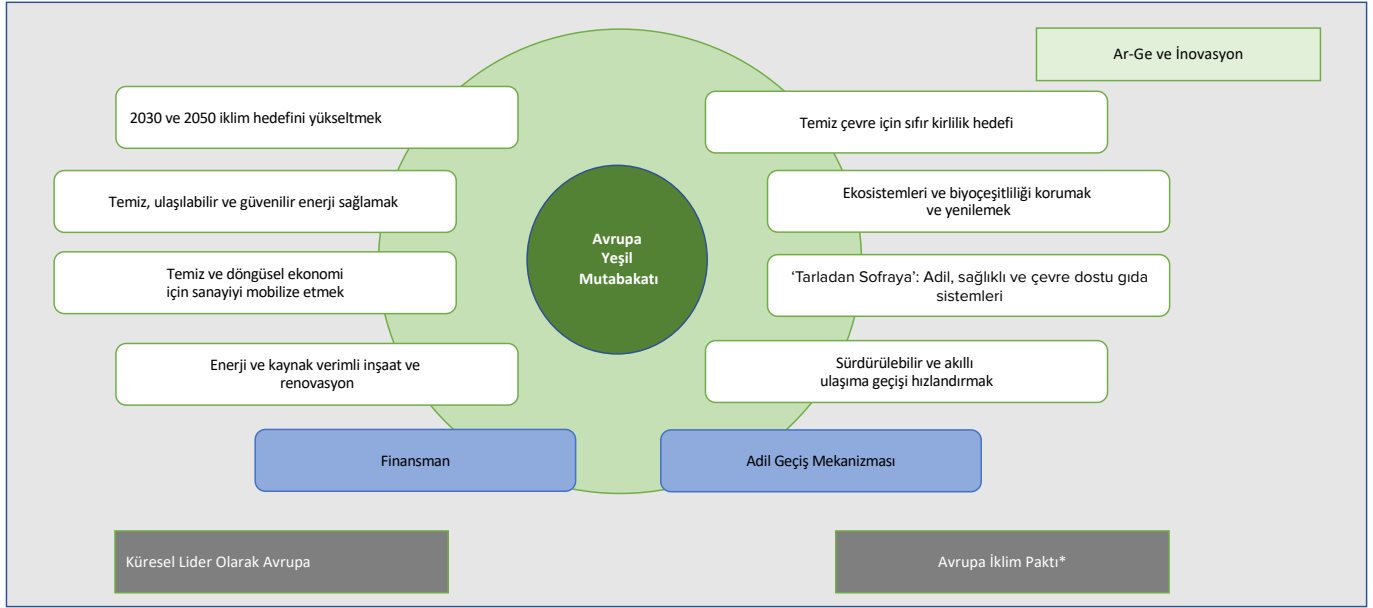 Ar-Ge ve İnovasyon
2030 ve 2050 iklim hedefini yükseltmek
Temiz çevre için sıfır kirlilik hedefi
Temiz, ulaşılabilir ve güvenilir enerji sağlamak
Ekosistemleri ve biyoçeşitliliği korumak
ve yenilemek
Avrupa
Yeşil
Mutabakatı
Temiz ve döngüsel ekonomi
için sanayiyi mobilize etmek
‘Tarladan Sofraya’: Adil, sağlıklı ve çevre dostu gıda
sistemleri
Enerji ve kaynak verimli inşaat ve
renovasyon
Sürdürülebilir ve akıllı
ulaşıma geçişi hızlandırmak
Finansman
Adil Geçiş Mekanizması
Küresel Lider Olarak Avrupa
Avrupa İklim Paktı*